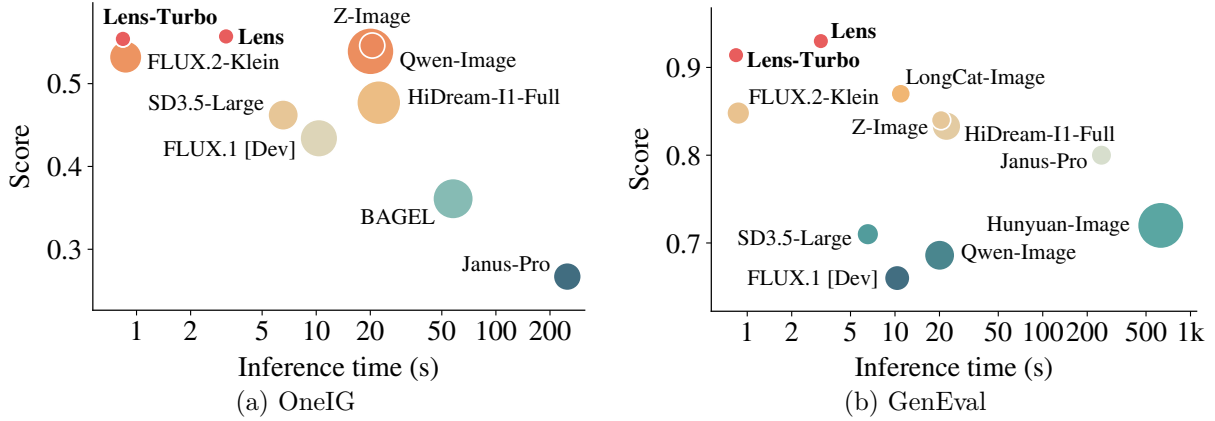 Score
0.5
0.4
0.3
Lens-Turbo
Lens
Z-Image
FLUX.2-Klein
Qwen-Image
SD3.5-Large
HiDream-I1-Full
FLUX.1 [Dev]
BAGEL
Janus-Pro
1 2 5 10 20 50 100 200
Inference time (s)
(a) OneIG
Score
0.9
0.8
0.7
Lens
Lens-Turbo
LongCat-Image
FLUX.2-Klein
Z-Image
HiDream-I1-Full
Janus-Pro
Hunyuan-Image
SD3.5-Large
Qwen-Image
FLUX.1 [Dev]
1 2 5 10 20 50 100 200 500 1k
Inference time (s)
(b) GenEval